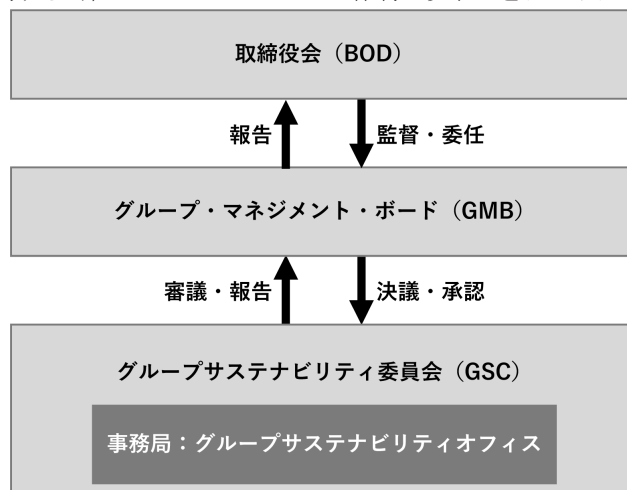 取締役会（BOD）
報告
監督・委任
グループ・マネジメント・ボード（GMB）
審議・報告
決議・承認
グループサステナビリティ委員会（GSC）
事務局：グループサステナビリティオフィス